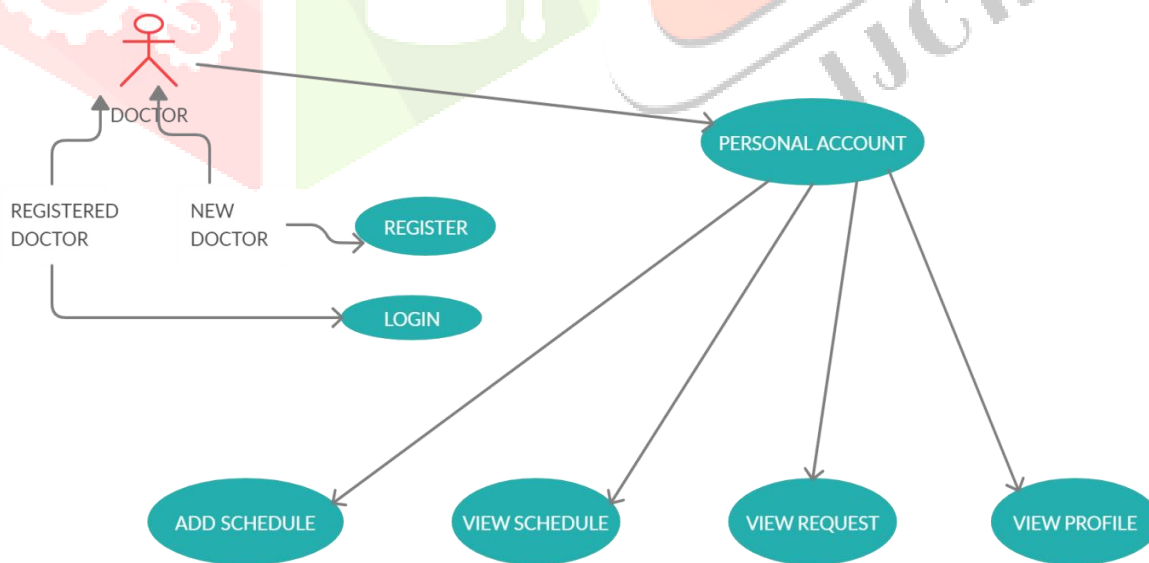 DOCTOR
PERSONAL ACCOUNT
REGISTERED
DOCTOR
NEW
DOCTOR
REGISTER
LOGIN
ADD SCHEDULE
VIEW SCHEDULE
VIEW REQUEST
VIEW PROFILE